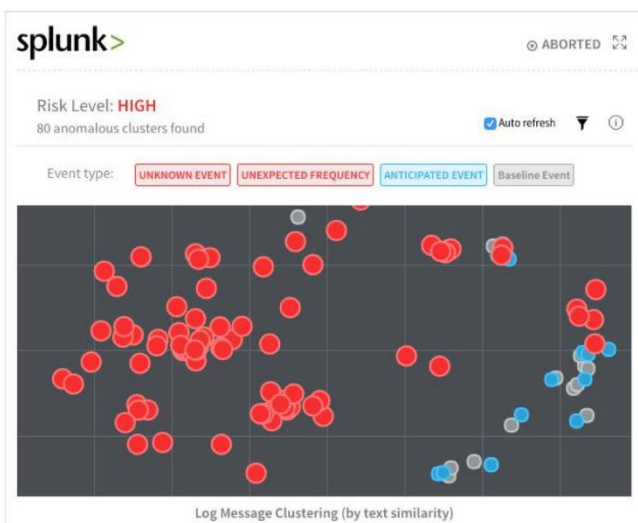 splunk>
ABORTED
Risk Level: HIGH
80 anomalous clusters found
Auto refresh
Event type: UNKNOWN EVENT UNEXPECTED FREQUENCY ANTICIPATED EVENT Baseline Event
Log Message Clustering (by text similarity)